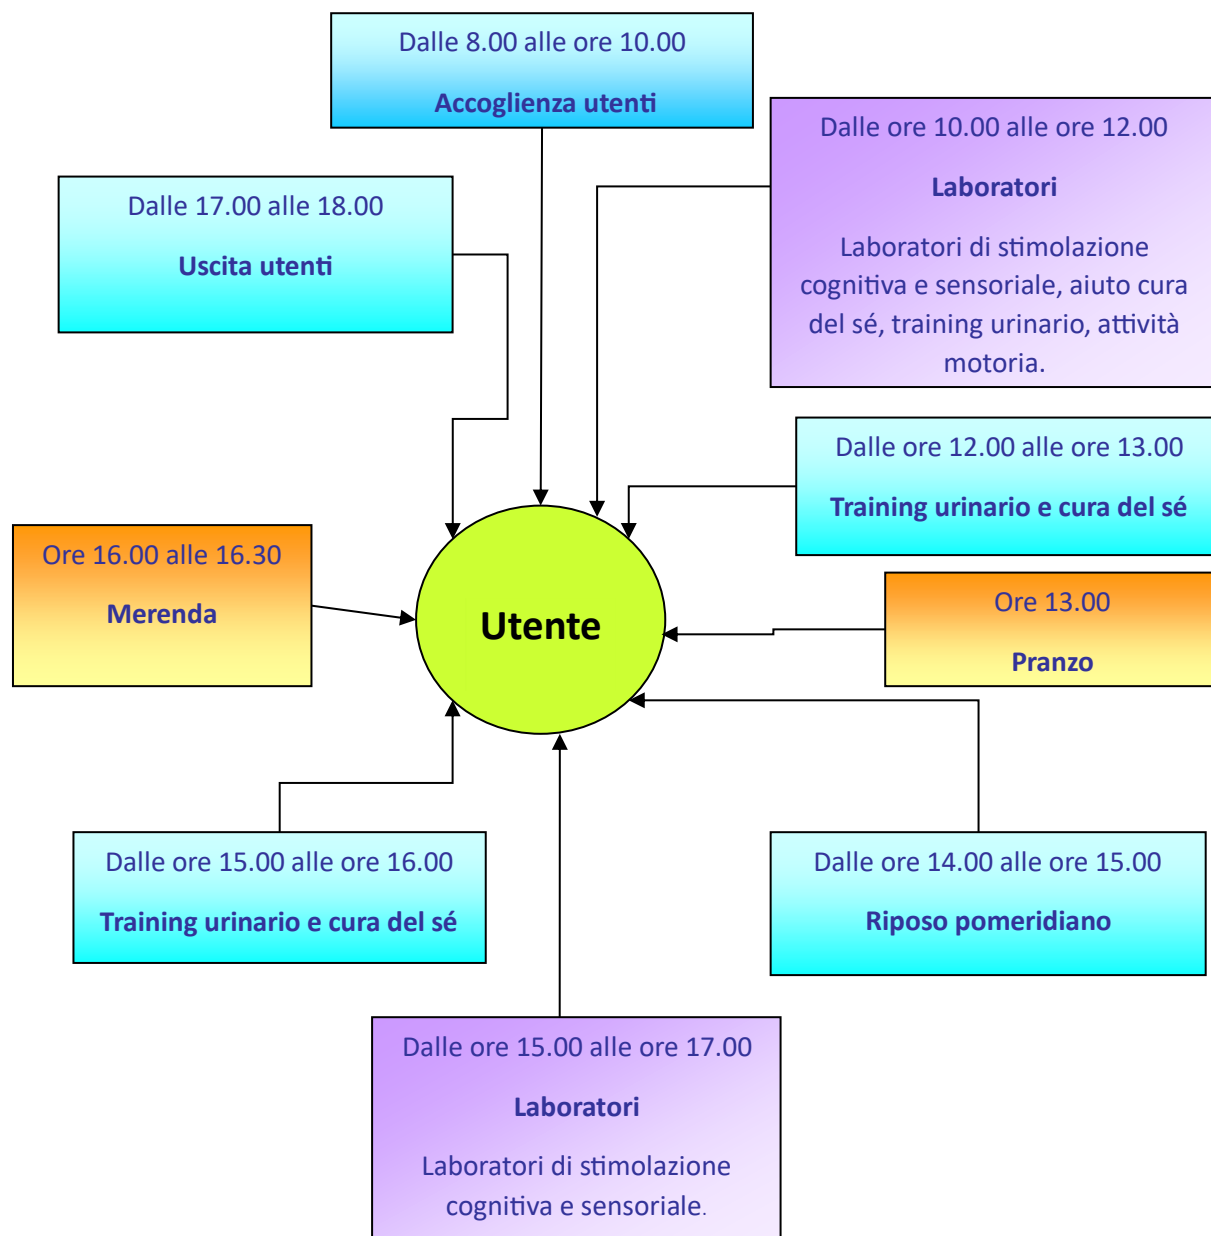 Dalle 8.00 alle ore 10.00
Accoglienza utenti
Dalle ore 10.00 alle ore 12.00
Laboratori
Laboratori di stimolazione
cognitiva e sensoriale, aiuto cura
del sé, training urinario, attività
motoria.
Dalle 17.00 alle 18.00
Uscita utenti
Dalle ore 12.00 alle ore 13.00
Training urinario e cura del sé
Ore 16.00 alle 16.30
Merenda
Utente
Ore 13.00
Pranzo
Dalle ore 15.00 alle ore 16.00
Training urinario e cura del sé
Dalle ore 14.00 alle ore 15.00
Riposo pomeridiano
Dalle ore 15.00 alle ore 17.00
Laboratori
Laboratori di stimolazione
cognitiva e sensoriale.